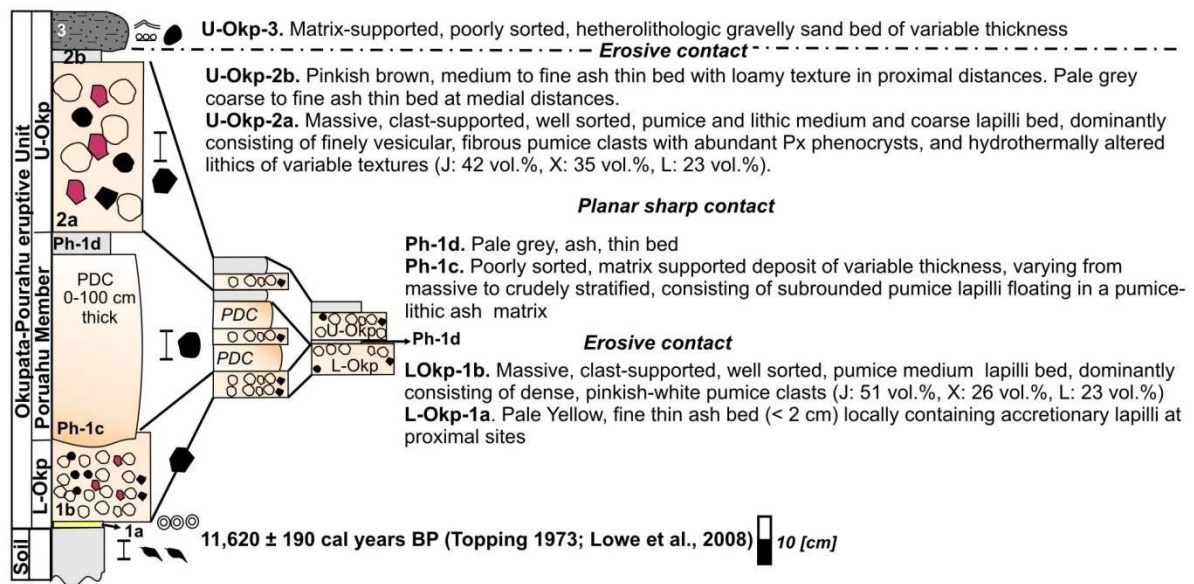 3
U-Okp-3. Matrix-supported, poorly sorted, hetherolithologic gravelly sand bed of variable thickness
Erosive contact
2b
U-Okp-2b. Pinkish brown, medium to fine ash thin bed with loamy texture in proximal distances. Pale grey
coarse to fine ash thin bed at medial distances.
U-Okp-2a. Massive, clast-supported, well sorted, pumice and lithic medium and coarse lapilli bed, dominantly
consisting of finely vesicular, fibrous pumice clasts with abundant Px phenocrysts, and hydrothermally altered
lithics of variable textures (J: 42 vol.%, X: 35 vol.%, L: 23 vol.%).
2a
Planar sharp contact
Ph-1d
Ph-1d. Pale grey, ash, thin bed
Ph-1c. Poorly sorted, matrix supported deposit of variable thickness, varying from
massive to crudely stratified, consisting of subrounded pumice lapilli floating in a pumice-
lithic ash matrix
PDC
0-100 cm
thick
PDC
PDC
U-Okp
Ph-1d
L-Okp
Erosive contact
LOkp-1b. Massive, clast-supported, well sorted, pumice medium lapilli bed, dominantly
consisting of dense, pinkish-white pumice clasts (J: 51 vol.%, X: 26 vol.%, L: 23 vol.%)
L-Okp-1a. Pale Yellow, fine thin ash bed (< 2 cm) locally containing accretionary lapilli at
proximal sites
Ph-1c
1b
1a
11,620 ± 190 cal years BP (Topping 1973; Lowe et al., 2008)
10 [cm]
Okupata-Pourahu eruptive Unit
U-Okp
Poruahu Member
L-Okp
Soil